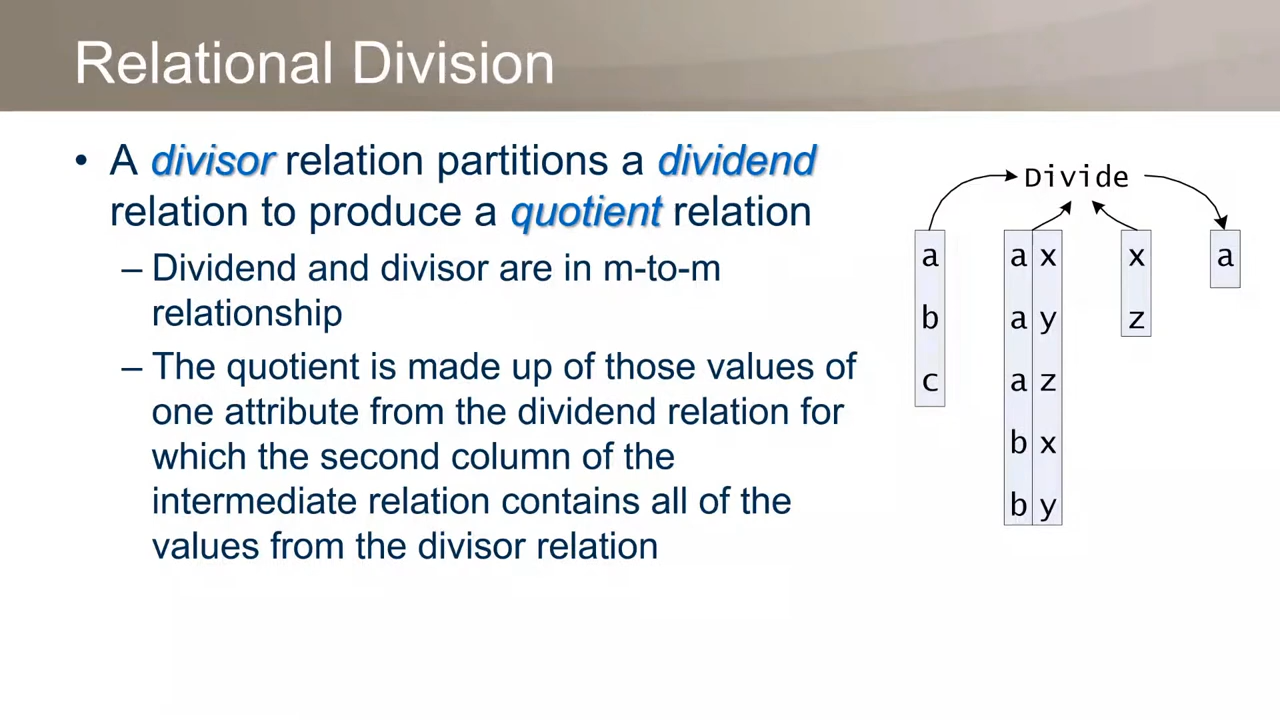 Relational Division
• A divisor relation partitions a dividend
relation to produce a quotient relation
– Dividend and divisor are in m-to-m
relationship
– The quotient is made up of those values of
one attribute from the dividend relation for
which the second column of the
intermediate relation contains all of the
values from the divisor relation
Divide
a a x x a
b a y z
c a z
b x
b y